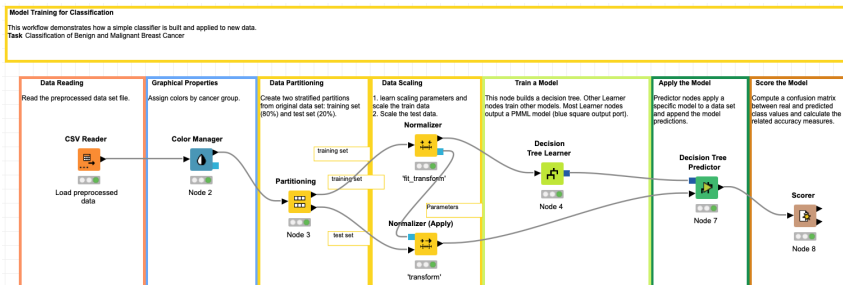 Model Training for Classification
This workflow demonstrates how a simple classifier is built and applied to new data.
Task Classification of Benign and Malignant Breast Cancer
Data Reading
Read the preprocessed data set file.
CSV Reader
Load preprocessed
data
Graphical Properties
Assign colors by cancer group.
Color Manager
Node 2
Data Partitioning
Create two stratified partitions
from original data set: training set
(80%) and test set (20%).
training set
Partitioning
training set
Node 3
test set
Data Scaling
1. learn scaling parameters and
scale the train data
2. Scale the test data.
Normalizer
'fit_transform'
Parameters
Normalizer (Apply)
'transform'
Train a Model
This node builds a decision tree. Other Learner
nodes train other models. Most Learner nodes
output a PMML model (blue square output port).
Decision
Tree Learner
Node 4
Apply the Model
Predictor nodes apply a
specific model to a data set
and append the model
predictions.
Decision Tree
Predictor
Node 7
Score the Model
Compute a confusion matrix
between real and predicted
class values and calculate the
related accuracy measures.
Scorer
Node 8